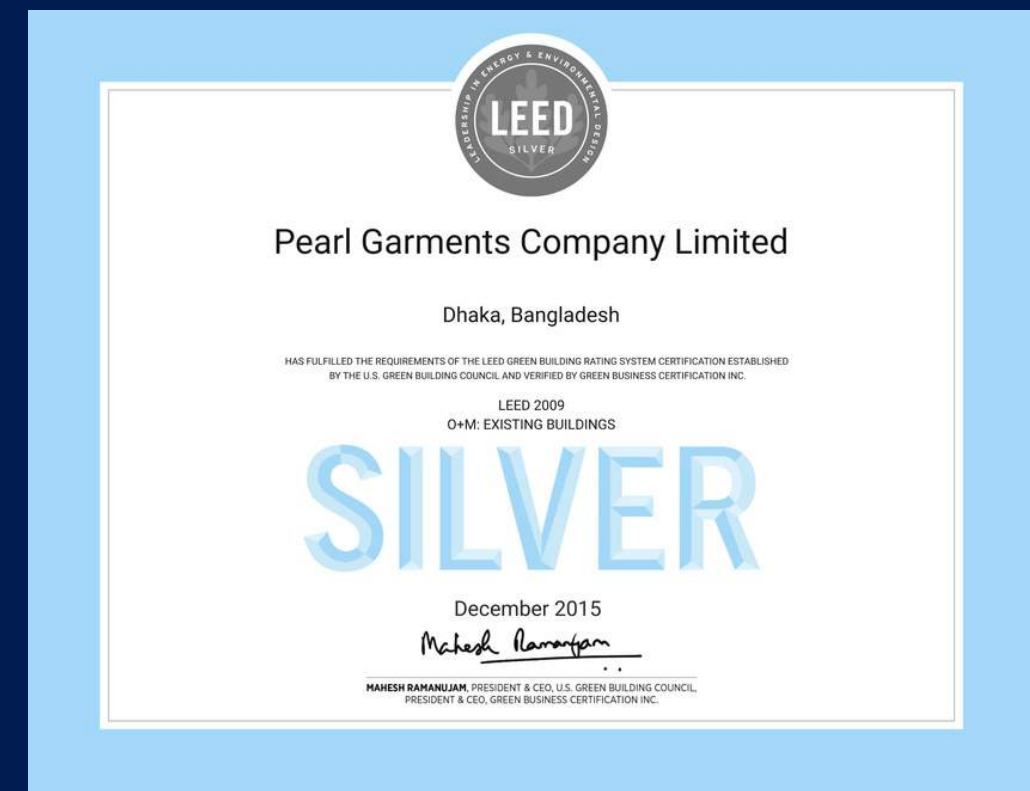 LEADERSHIP IN ENERGY & ENVIRONMENTAL DESIGN
LEED
SILVER
Pearl Garments Company Limited
Dhaka, Bangladesh
HAS FULFILLED THE REQUIREMENTS OF THE LEED GREEN BUILDING RATING SYSTEM CERTIFICATION ESTABLISHED
BY THE U.S. GREEN BUILDING COUNCIL AND VERIFIED BY GREEN BUSINESS CERTIFICATION INC.
LEED 2009
O+M: EXISTING BUILDINGS
SILVER
December 2015
Mahesh Ramanujam
MAHESH RAMANUJAM, PRESIDENT & CEO, U.S. GREEN BUILDING COUNCIL,
PRESIDENT & CEO, GREEN BUSINESS CERTIFICATION INC.